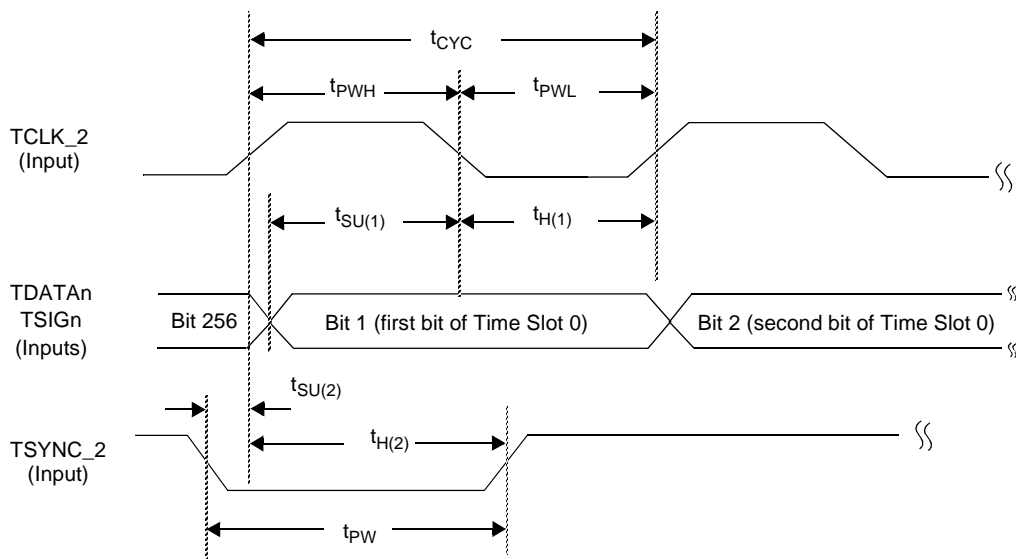 tCYC
tPWH
tPWL
TCLK_2
(Input)
tSU(1)
tH(1)
TDATAn
TSIGn
(Inputs)
Bit 256
Bit 1 (first bit of Time Slot 0)
Bit 2 (second bit of Time Slot 0)
tSU(2)
tH(2)
TSYNC_2
(Input)
tPW